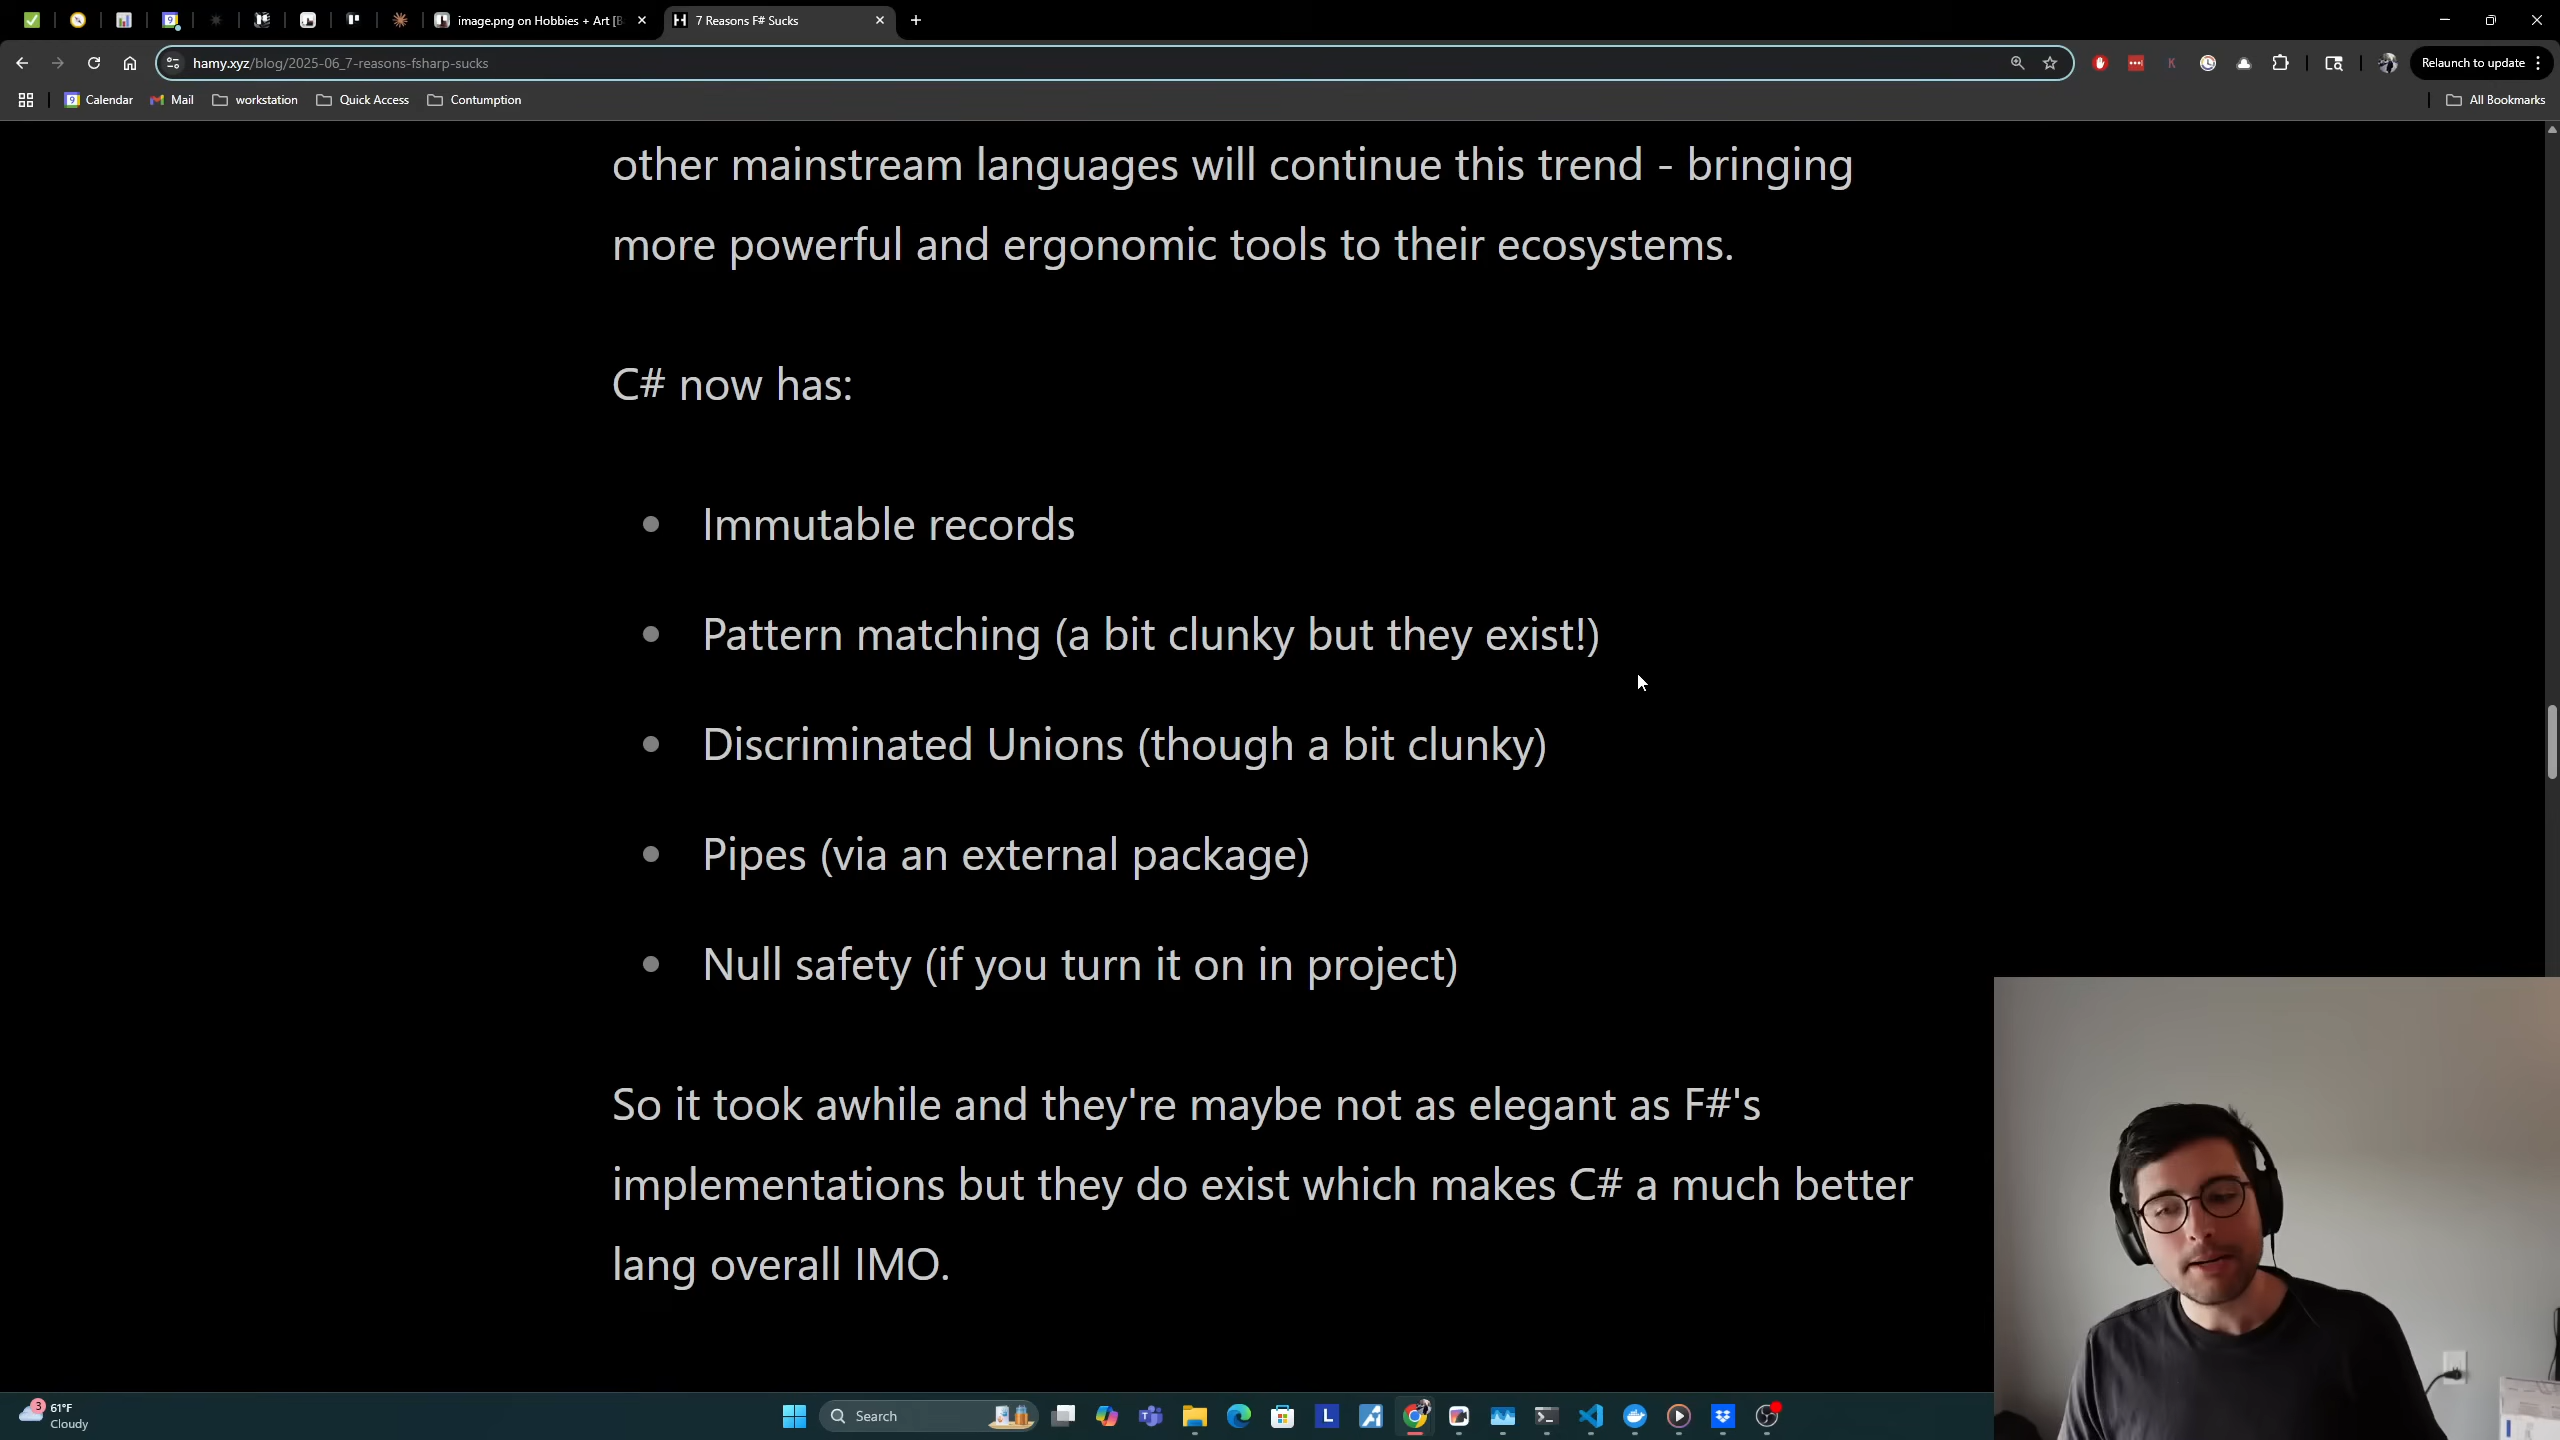 image.png on Hobbies + Art [B
7 Reasons F# Sucks
hamy.xyz/blog/2025-06_7-reasons-fsharp-sucks
Relaunch to update
Calendar
Mail
workstation
Quick Access
Contumption
All Bookmarks
other mainstream languages will continue this trend - bringing
more powerful and ergonomic tools to their ecosystems.
C# now has:
Immutable records
Pattern matching (a bit clunky but they exist!)
Discriminated Unions (though a bit clunky)
Pipes (via an external package)
Null safety (if you turn it on in project)
So it took awhile and they're maybe not as elegant as F#'s
implementations but they do exist which makes C# a much better
lang overall IMO.
3
61°F
Cloudy
Search
L